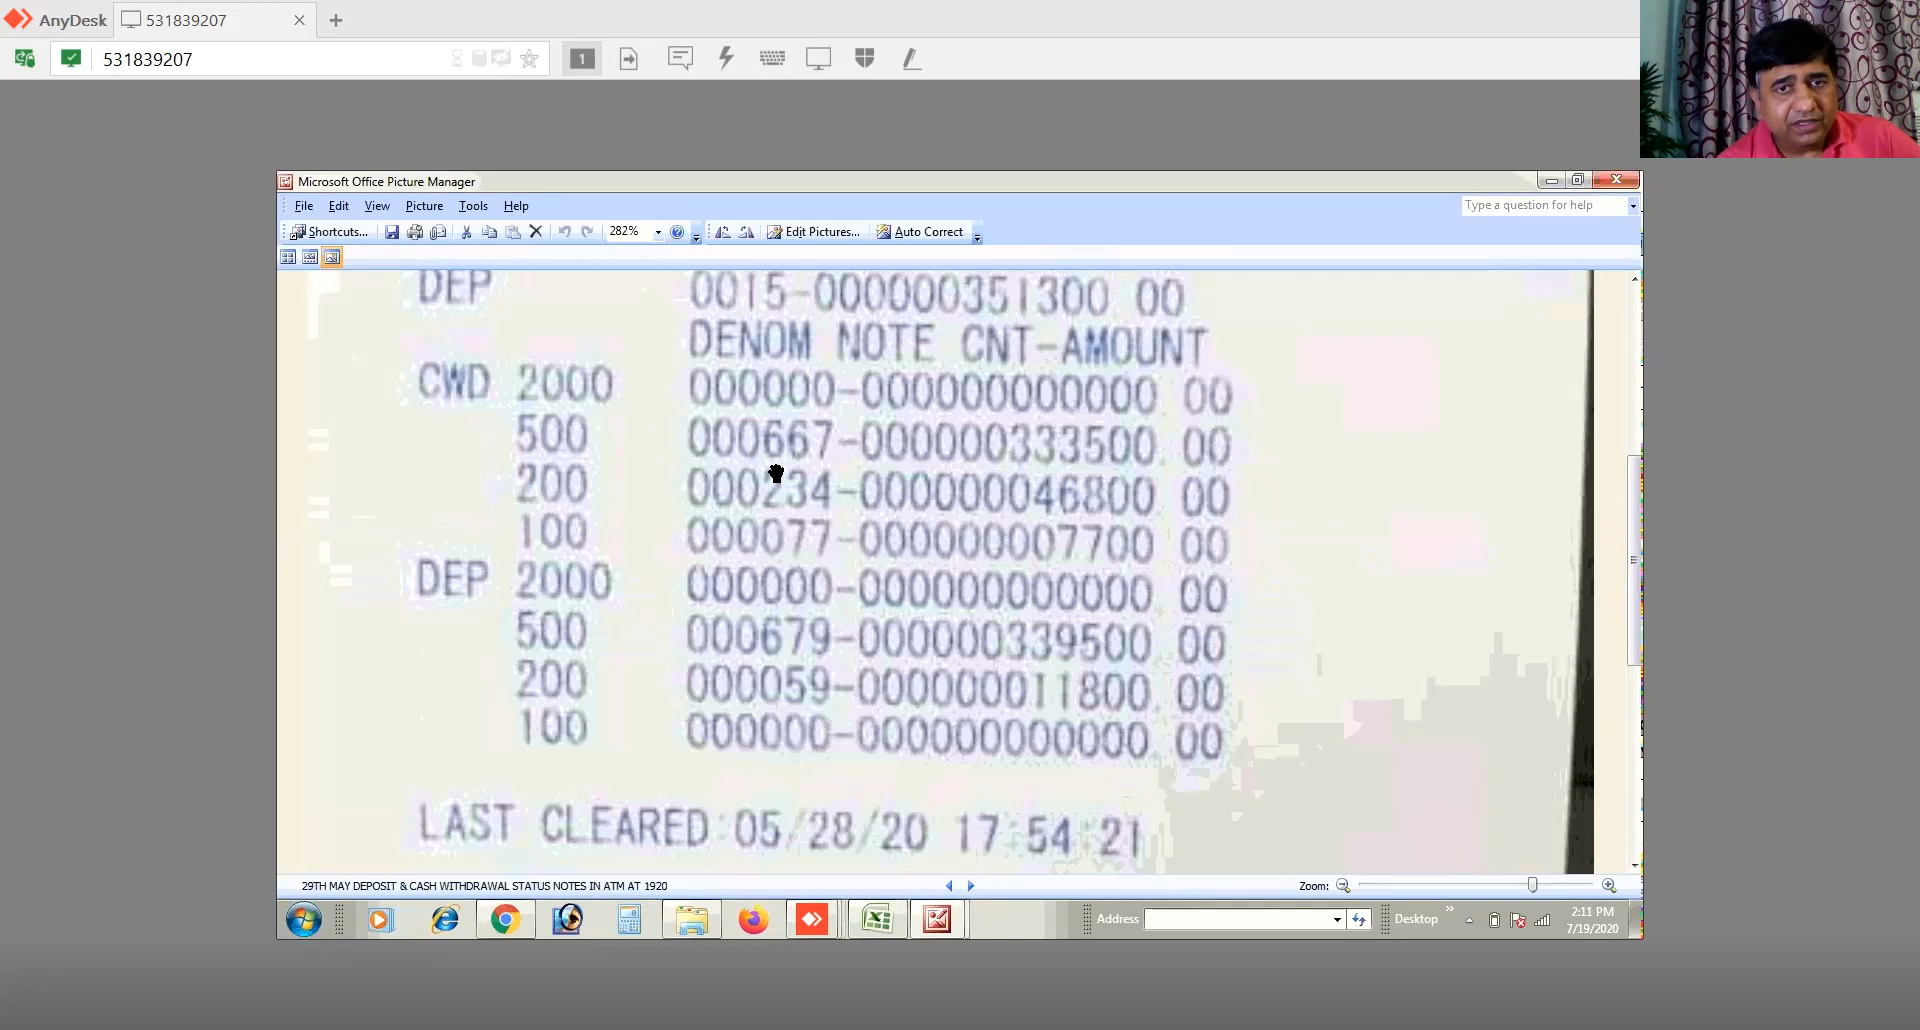 AnyDesk
531839207
531839207
1
Microsoft Office Picture Manager
File Edit View Picture Tools Help
Type a question for help
Shortcuts...
282%
Edit Pictures...
Auto Correct
DEP 0015-000000351300 00
DENOM NOTE CNT-AMOUNT
CWD 2000 000000-000000000000.00
500 000667-000000333500.00
200 000234-000000046800.00
100 000077-000000007700.00
DEP 2000 000000-000000000000.00
500 000679-000000339500.00
200 000059-000000011800.00
100 000000-000000000000.00
LAST CLEARED:05/28/20 17:54:21
29TH MAY DEPOSIT & CASH WITHDRAWAL STATUS NOTES IN ATM AT 1920
Zoom:
Address
Desktop
2:11 PM
7/19/2020